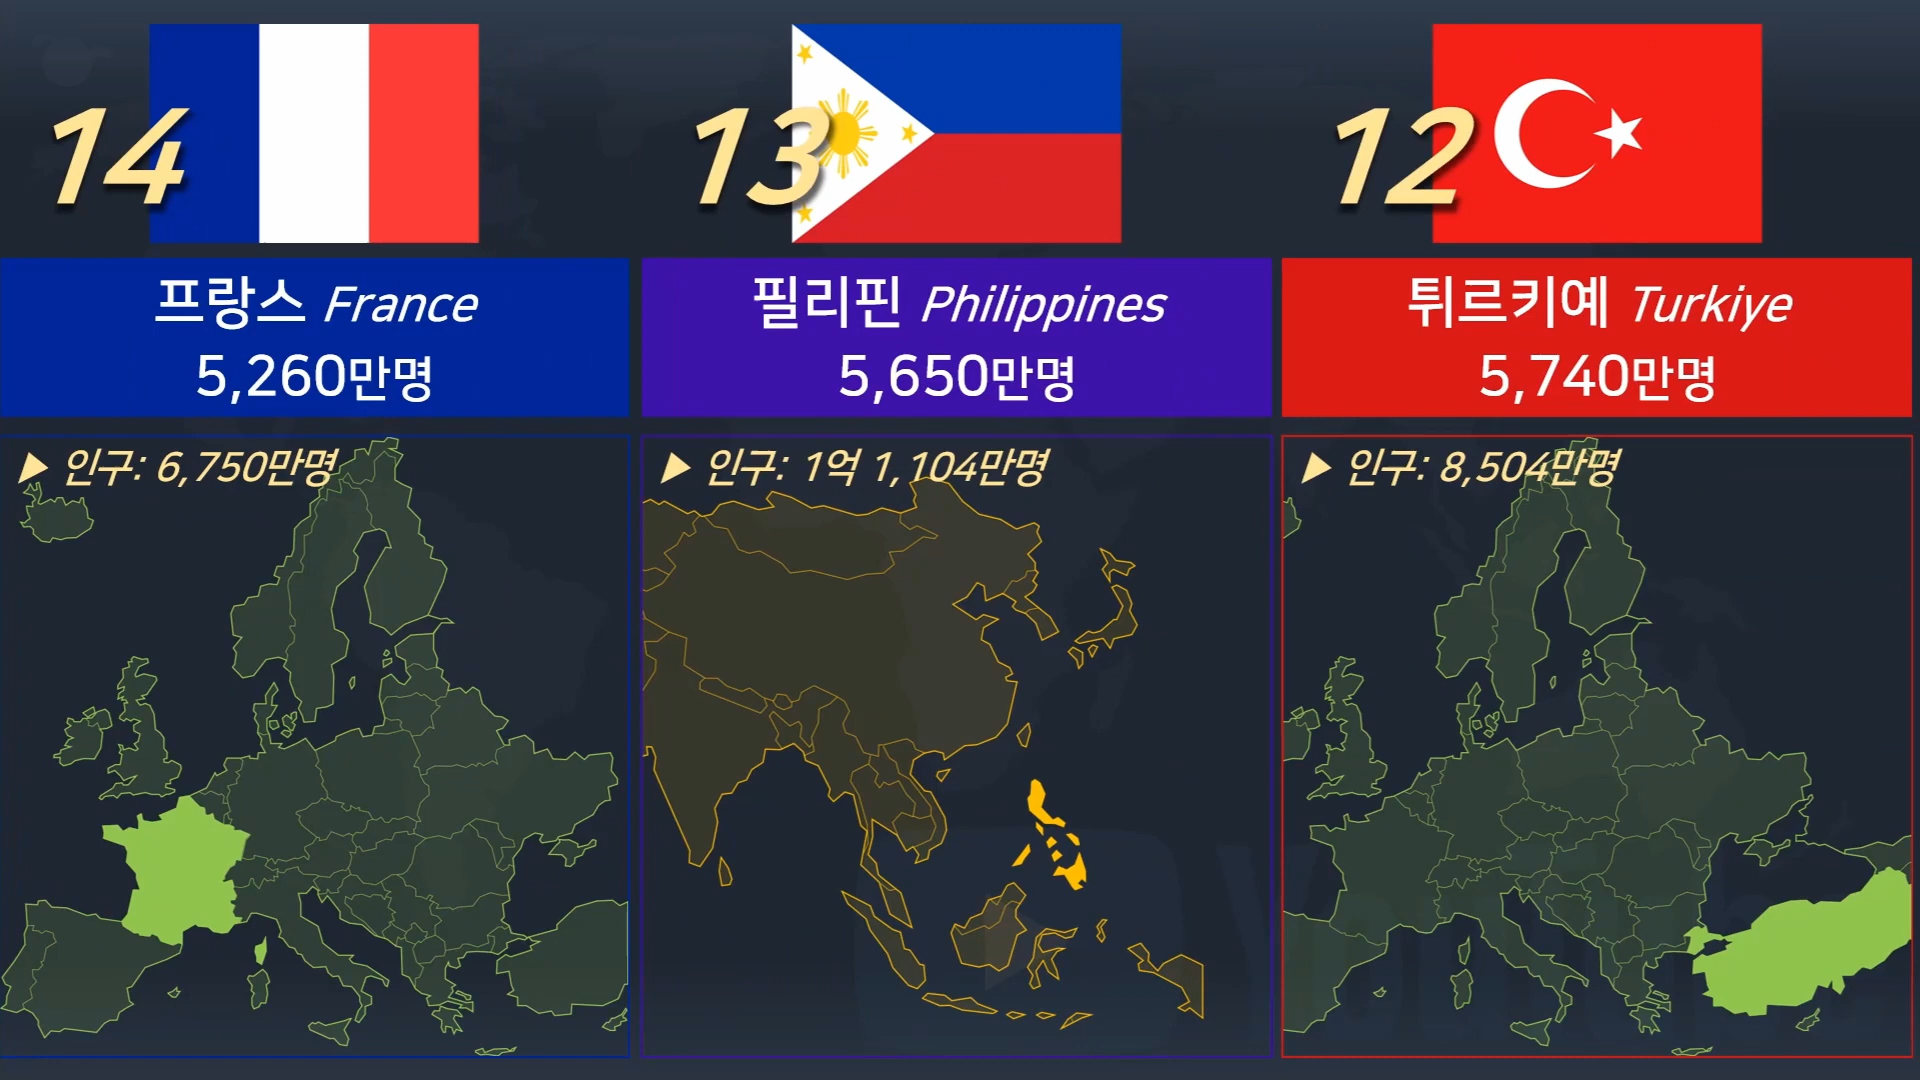 14
프랑스 France
5,260만명
▶ 인구: 6,750만명
13
필리핀 Philippines
5,650만명
▶ 인구: 1억 1,104만명
12
튀르키예 Turkiye
5,740만명
▶ 인구: 8,504만명